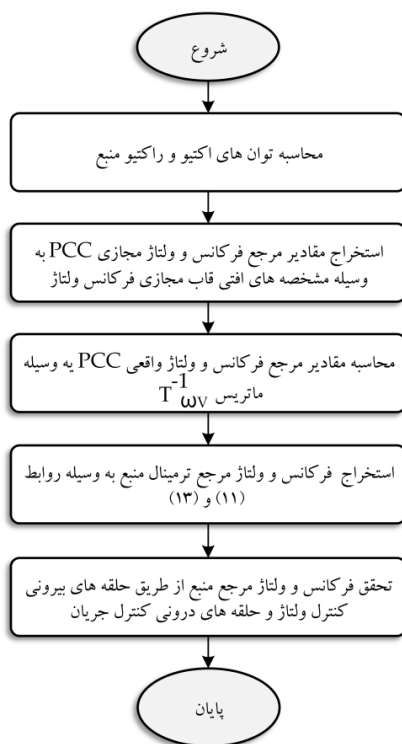 شروع
محاسبه توان های اکتیو و راکتیو منبع
استخراج مقادیر مرجع فرکانس و ولتاژ مجازی PCC به
وسیله مشخصه های افتی قاب مجازی فرکانس ولتاژ
محاسبه مقادیر مرجع فرکانس و ولتاژ واقعی PCC یه وسیله
ماتریس T⁻¹ωV
استخراج فرکانس و ولتاژ مرجع ترمینال منبع به وسیله روابط
(۱۱) و (۱۳)
تحقق فرکانس و ولتاژ مرجع منبع از طریق حلقه های بیرونی
کنترل ولتاژ و حلقه های درونی کنترل جریان
پایان